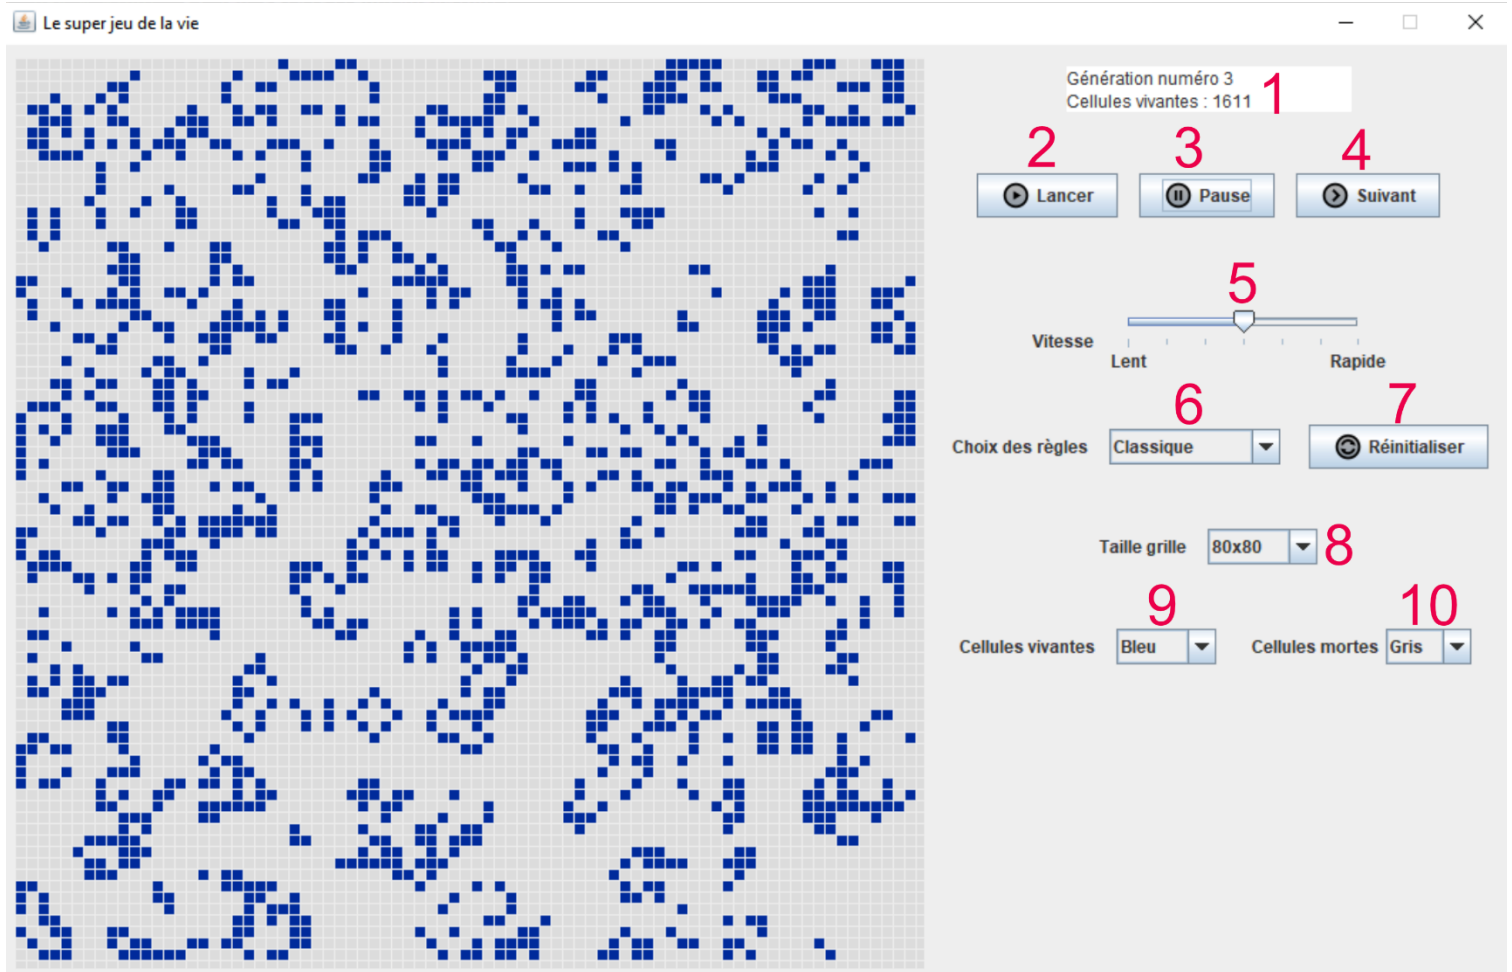 Le super jeu de la vie
Génération numéro 3
Cellules vivantes : 1611
1
2 3 4
Lancer Pause Suivant
5
Vitesse
Lent Rapide
6 7
Choix des règles Classique Réinitialiser
Taille grille 80x80 8
9 10
Cellules vivantes Bleu Cellules mortes Gris